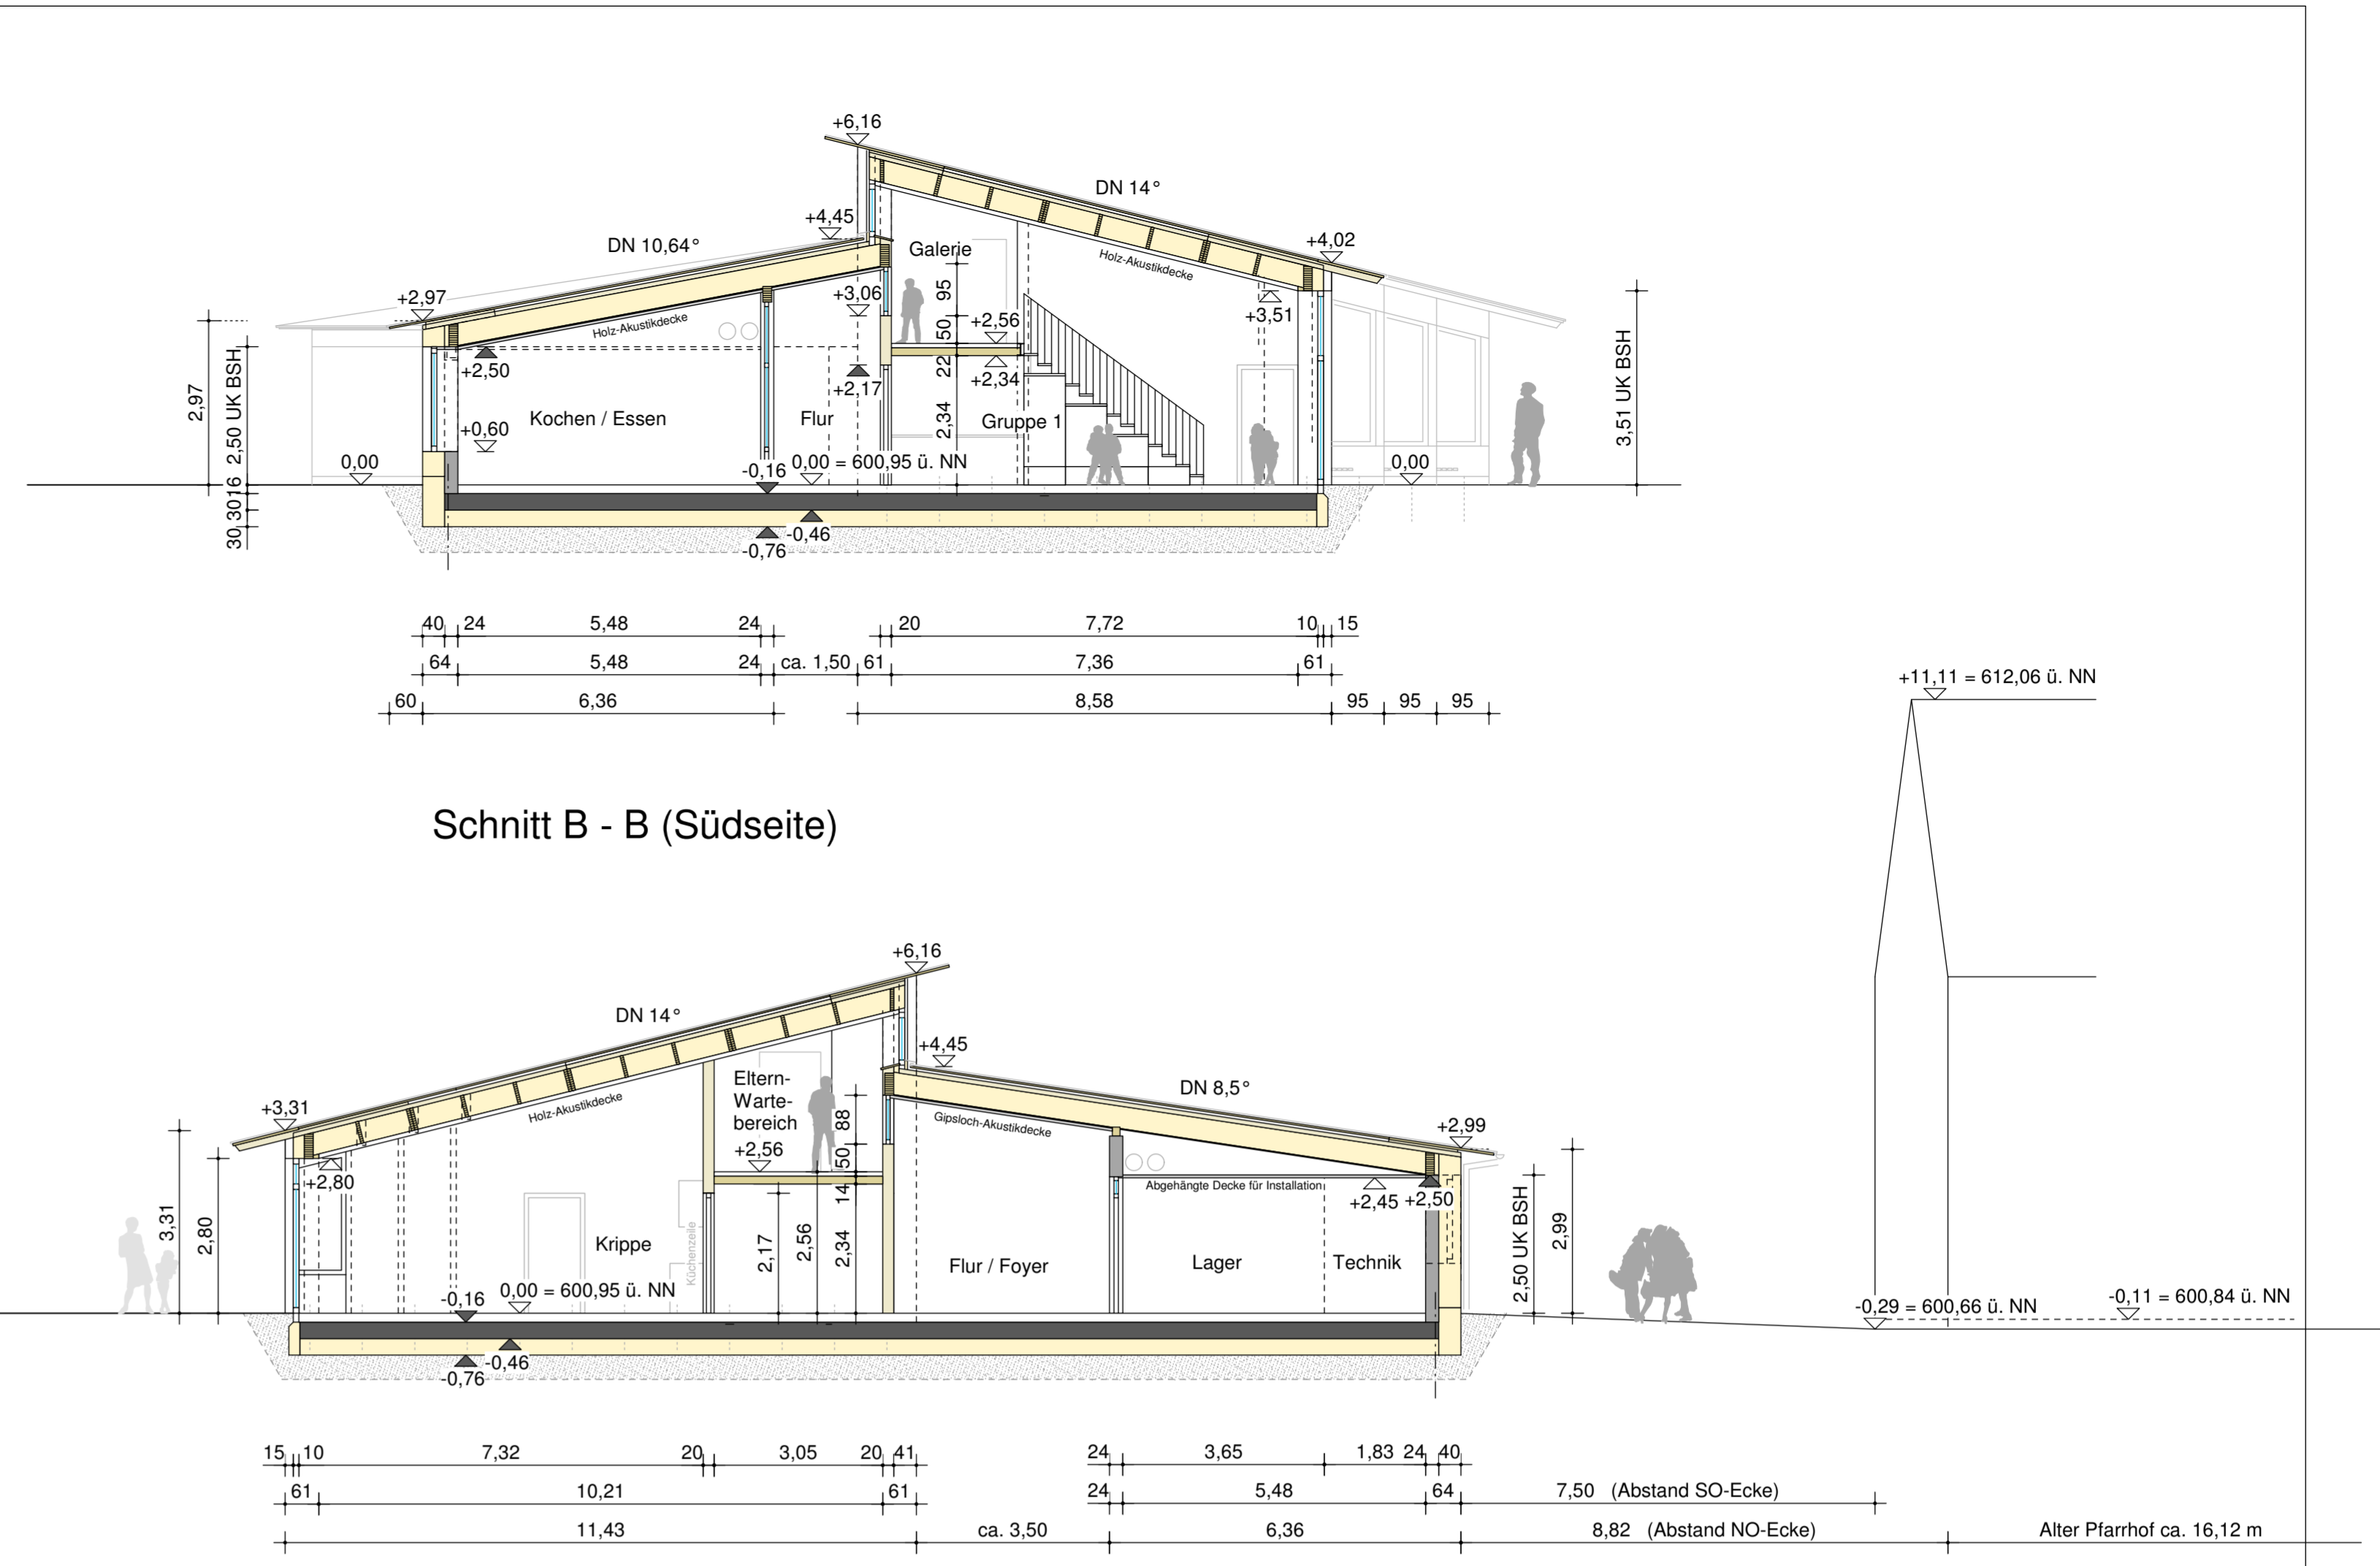 +6,16
DN 14°
+4,45
DN 10,64°
Galerie
+4,02
Holz-Akustikdecke
+2,97
+3,06
95
Holz-Akustikdecke
+3,51
50
+2,56
+2,50
22
+2,34
+2,17
2,97
2,50 UK BSH
3,51 UK BSH
Kochen / Essen
Flur
2,34
Gruppe 1
+0,60
0,00
-0,16
0,00 = 600,95 ü. NN
0,00
16
30
30
-0,46
-0,76
40 24 5,48 24 20 7,72 10 15
64 5,48 24 ca. 1,50 61 7,36 61
60 6,36 8,58 95 95 95
+11,11 = 612,06 ü. NN
Schnitt B - B (Südseite)
+6,16
DN 14°
+4,45
Eltern-
Warte-
bereich
DN 8,5°
+3,31
Holz-Akustikdecke
88
Gipsloch-Akustikdecke
+2,99
+2,56
50
+2,80
14
Abgehängte Decke für Installation
+2,45 +2,50
3,31
2,80
Krippe
Küchenzeile
2,17
2,56
2,34
Flur / Foyer
Lager
Technik
2,50 UK BSH
2,99
-0,16
0,00 = 600,95 ü. NN
-0,29 = 600,66 ü. NN
-0,11 = 600,84 ü. NN
-0,46
-0,76
15 10 7,32 20 3,05 20 41 24 3,65 1,83 24 40
61 10,21 61 24 5,48 64 7,50 (Abstand SO-Ecke)
11,43 ca. 3,50 6,36 8,82 (Abstand NO-Ecke) Alter Pfarrhof ca. 16,12 m